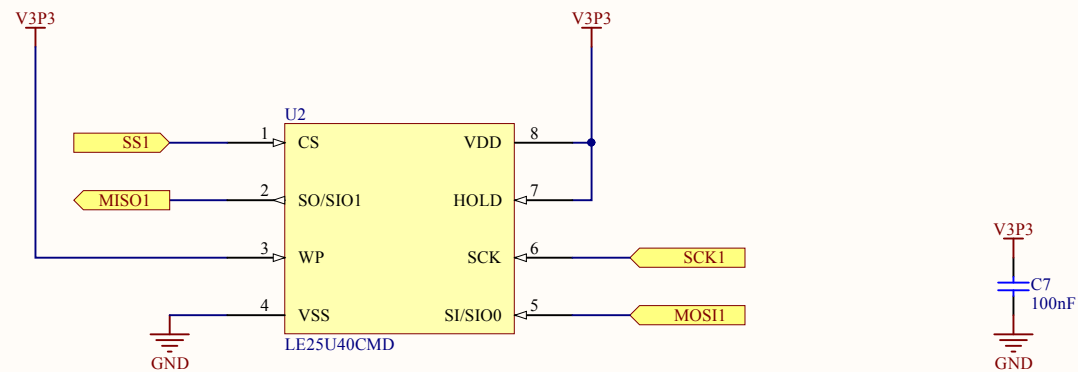 V3P3
V3P3
U2
SS1
1
CS
VDD
8
MISO1
2
SO/SIO1
HOLD
7
3
WP
SCK
6
SCK1
V3P3
C7
100nF
4
VSS
SI/SIO0
5
MOSI1
LE25U40CMD
GND
GND